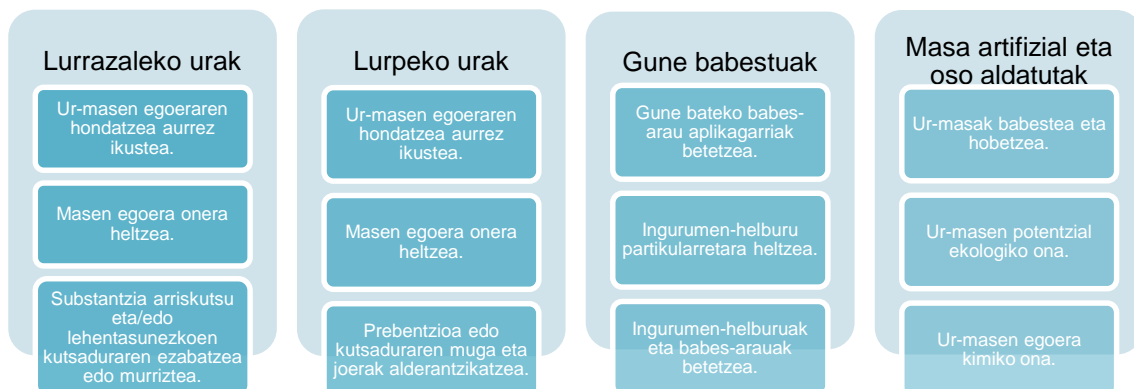 Lurrazaleko urak
Ur-masen egoeraren
hondatzea aurrez
ikustea.
Masen egoera onera
heltzea.
Substantzia arriskutsu
eta/edo
lehentasunezkoen
kutsaduraren ezabatzea
edo murriztea.
Lurpeko urak
Ur-masen egoeraren
hondatzea aurrez
ikustea.
Masen egoera onera
heltzea.
Prebentzioa edo
kutsaduraren muga eta
joerak alderantzikatzea.
Gune babestuak
Gune bateko babes-
arau aplikagarriak
betetzea.
Ingurumen-helburu
partikularretara heltzea.
Ingurumen-helburuak
eta babes-arauak
betetzea.
Masa artifizial eta
oso aldatutak
Ur-masak babestea eta
hobetzea.
Ur-masen potentzial
ekologiko ona.
Ur-masen egoera
kimiko ona.